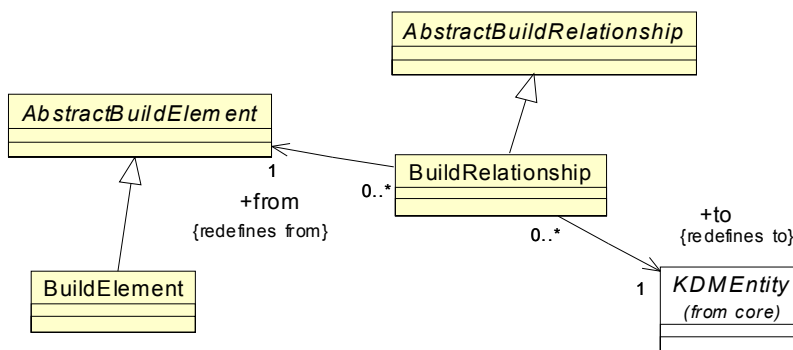 AbstractBuildRelationship
AbstractBuildElement
BuildRelationship
1
0..*
+from
{redefines from}
0..*
+to
{redefines to}
BuildElement
1
KDMEntity
(from core)